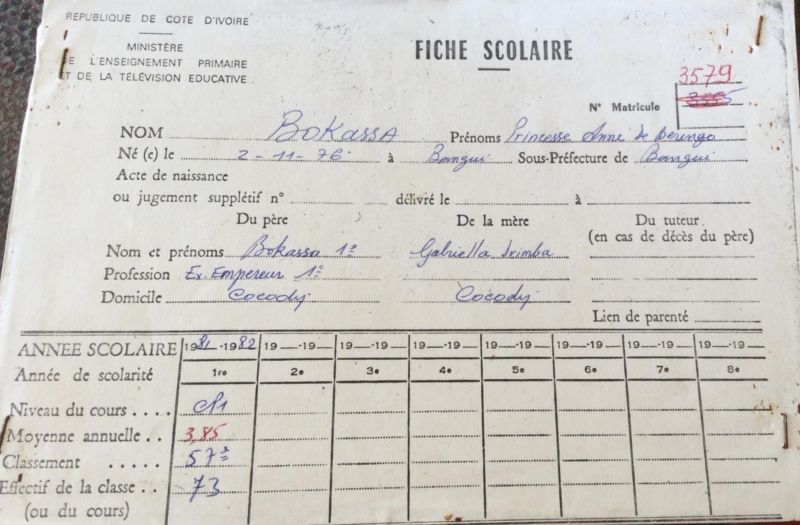 REPUBLIQUE DE COTE D'IVOIRE
MINISTÈRE
DE L'ENSEIGNEMENT PRIMAIRE
ET DE LA TÉLÉVISION EDUCATIVE
FICHE SCOLAIRE
3579
N° Matricule
NOM Bokassa Prénoms Princesse Anne de Berengo
Né (e) le 2-11-76 à Bangui Sous-Préfecture de Bangui
Acte de naissance
ou jugement supplétif n° délivré le à
Du père De la mère Du tuteur
(en cas de décès du père)
Nom et prénoms Bokassa 1er Gabriella
Profession Ex. Empereur 1er
Domicile Cocody Cocody
Lien de parenté
ANNEE SCOLAIRE 1981-1982 19—-19— 19—-19— 19—-19— 19—-19— 19—-19— 19—-19— 19—-19—
Année de scolarité 1re 2e 3e 4e 5e 6e 7e 8e
Niveau du cours CP1
Moyenne annuelle 3,85
Classement 57e
Effectif de la classe 73
(ou du cours)